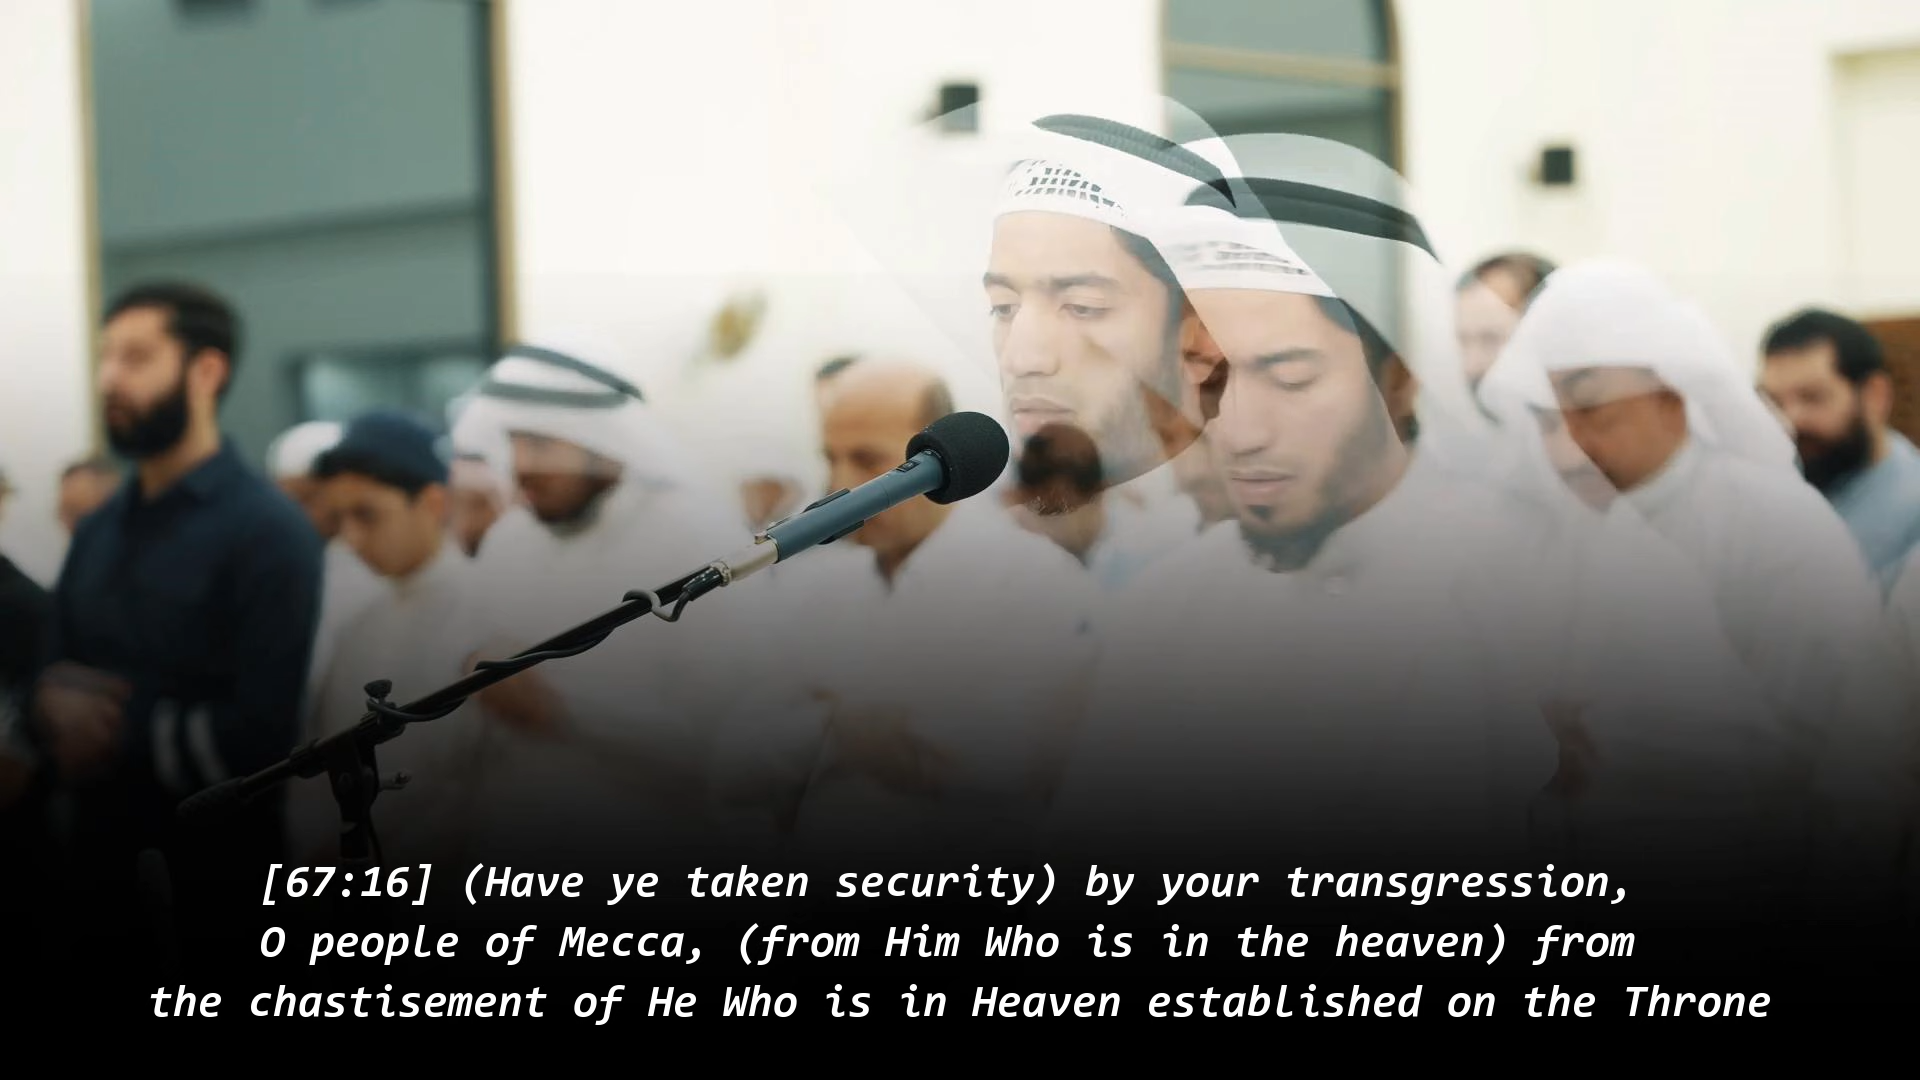 [67:16] (Have ye taken security) by your transgression,
O people of Mecca, (from Him Who is in the heaven) from
the chastisement of He Who is in Heaven established on the Throne